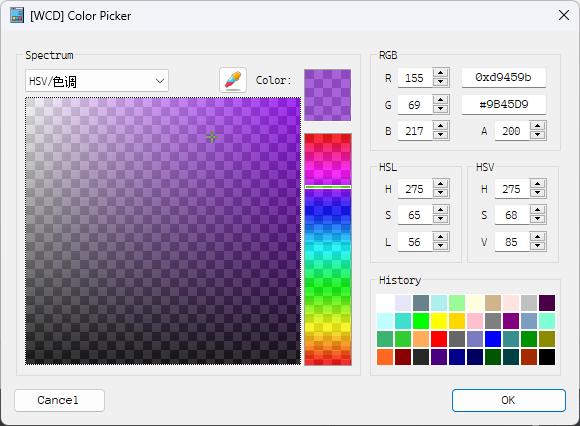 [WCD] Color Picker
Spectrum
HSV/色调
Color:
RGB
R 155 0xd9459b
G 69 #9B45D9
B 217 A 200
HSL
H 275
S 65
L 56
HSV
H 275
S 68
V 85
History
Cancel
OK